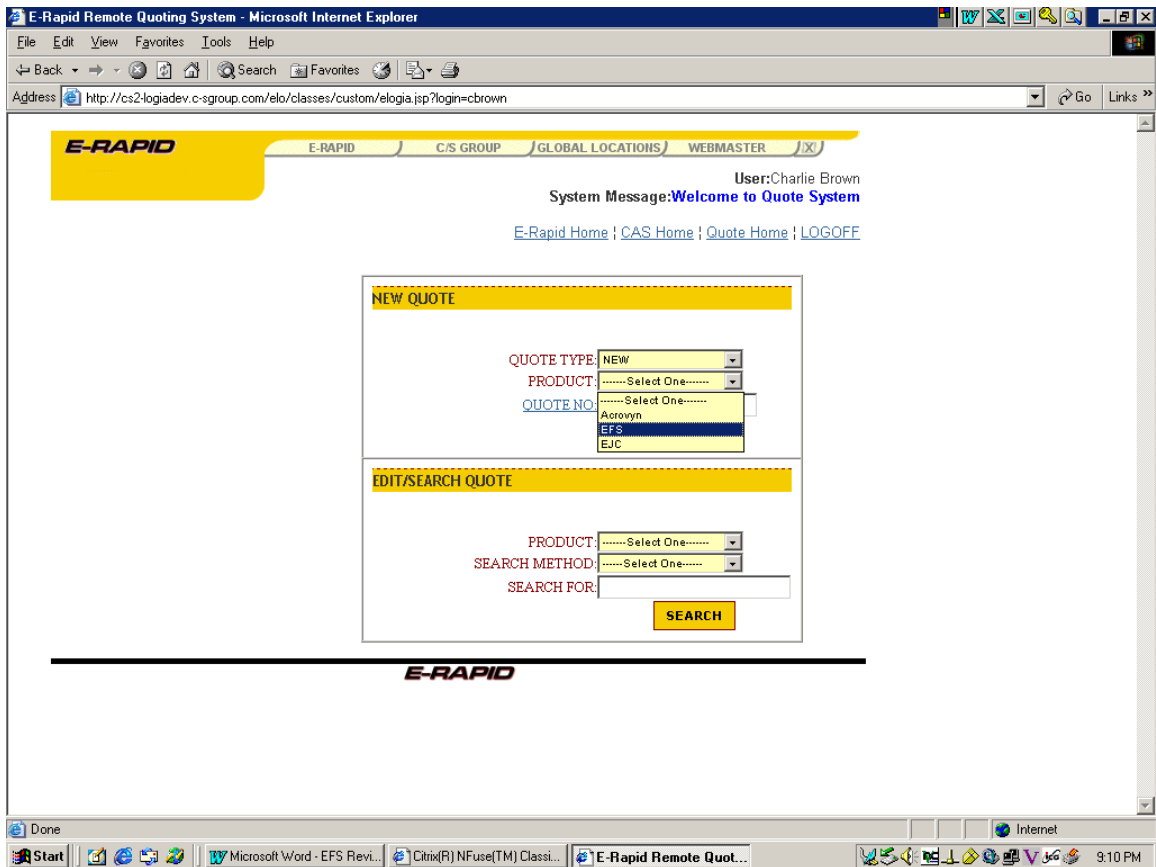 E-Rapid Remote Quoting System - Microsoft Internet Explorer
File Edit View Favorites Tools Help
Back Search Favorites
Address http://cs2-logiadev.c-sgroup.com/elo/classes/custom/elogia.jsp?login=cbrown Go Links »
E-RAPID E-RAPID C/S GROUP GLOBAL LOCATIONS WEBMASTER X
User:Charlie Brown
System Message:Welcome to Quote System
E-Rapid Home ¦ CAS Home ¦ Quote Home ¦ LOGOFF
NEW QUOTE
QUOTE TYPE: NEW
PRODUCT: -------Select One-------
QUOTE NO: -------Select One-------
Acrovyn
EFS
EJC
EDIT/SEARCH QUOTE
PRODUCT: -------Select One-------
SEARCH METHOD: ------Select One------
SEARCH FOR:
SEARCH
E-RAPID
Done Internet
Start Microsoft Word - EFS Revi... Citrix(R) NFuse(TM) Classi... E-Rapid Remote Quot... 9:10 PM